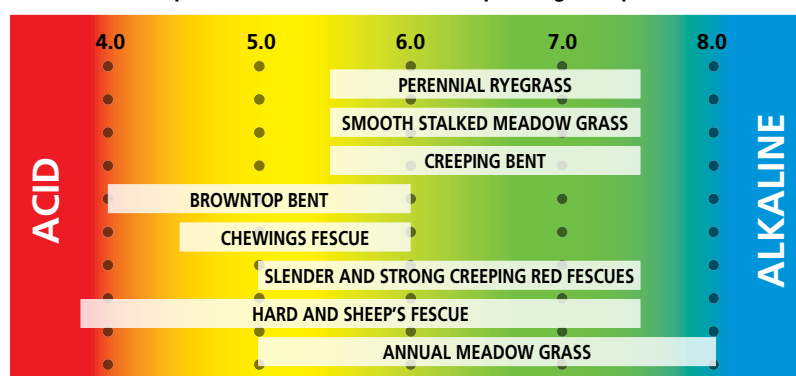 4.0 5.0 6.0 7.0 8.0
PERENNIAL RYEGRASS
SMOOTH STALKED MEADOW GRASS
CREEPING BENT
BROWNTOP BENT
CHEWINGS FESCUE
SLENDER AND STRONG CREEPING RED FESCUES
HARD AND SHEEP'S FESCUE
ANNUAL MEADOW GRASS
ACID
ALKALINE